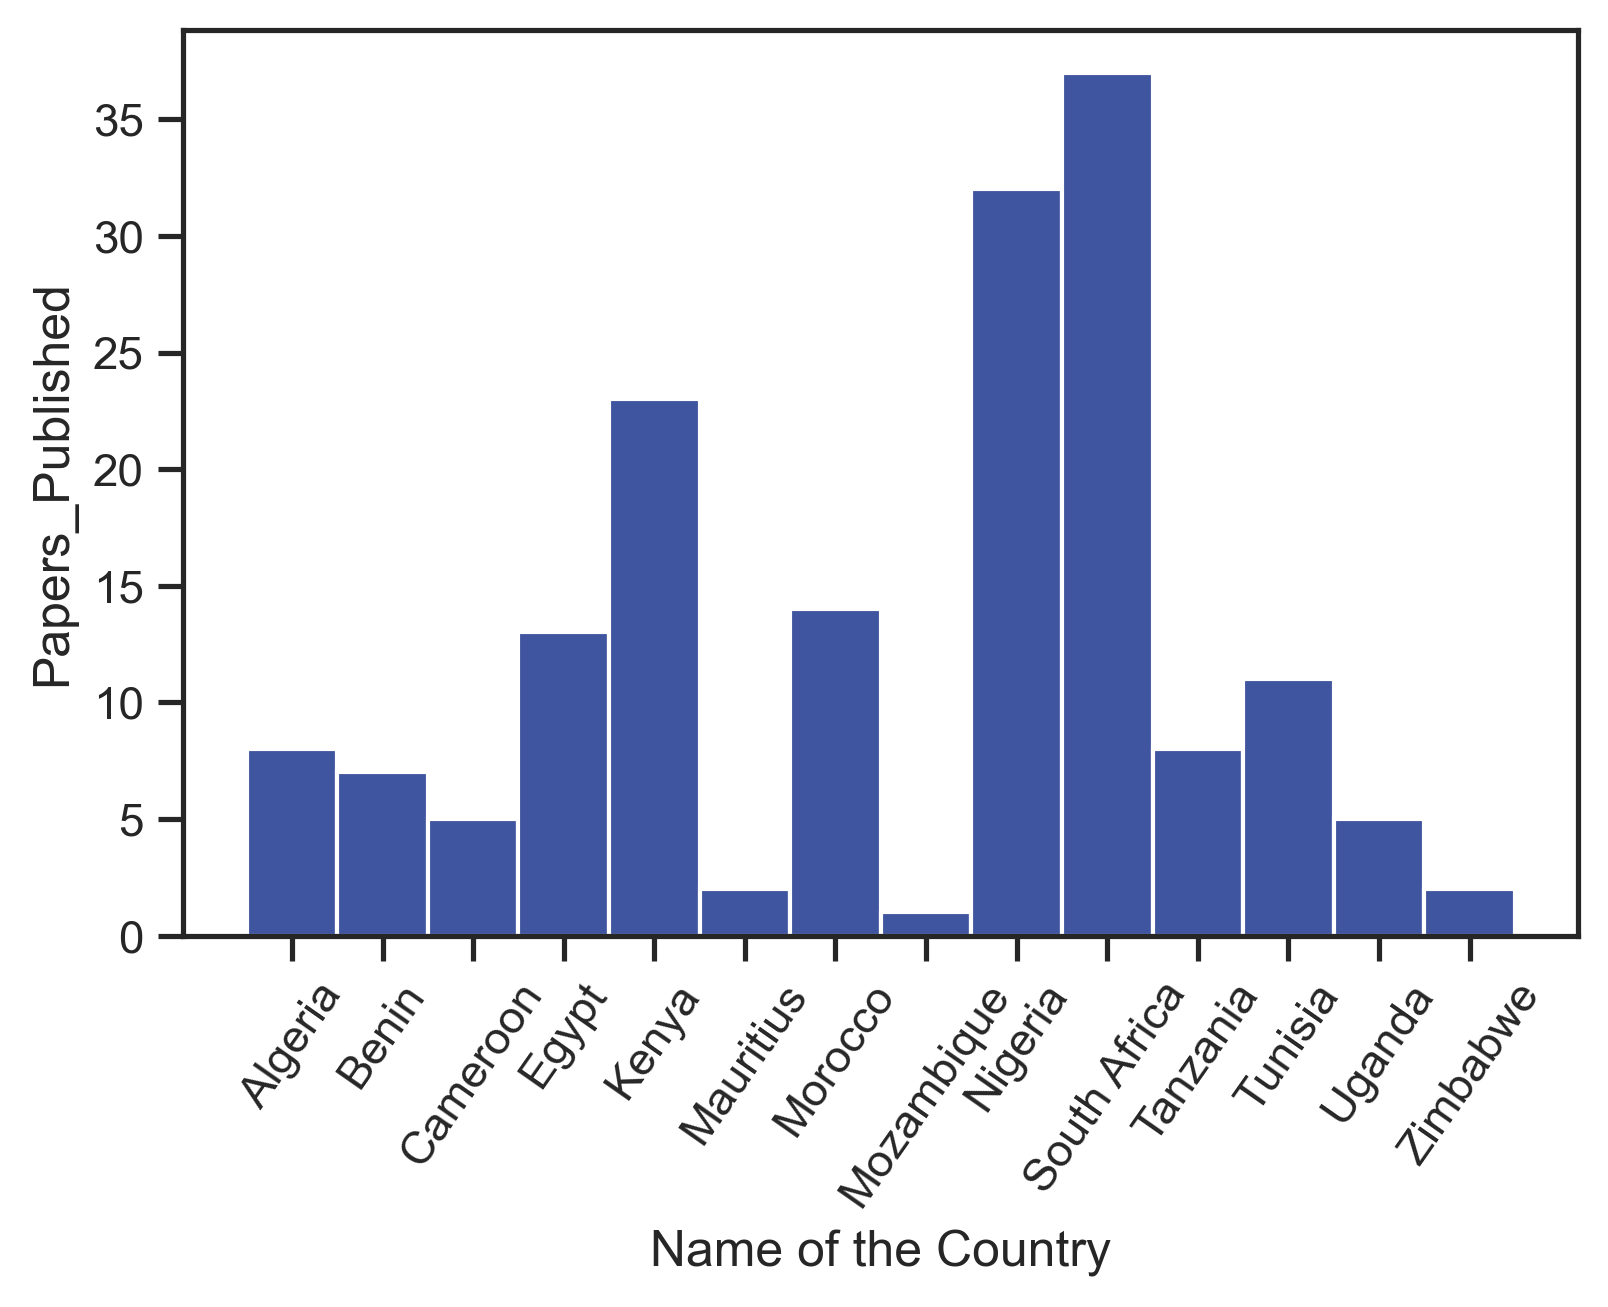 Papers_Published
35
30
25
20
15
10
5
0
Algeria
Benin
Cameroon
Egypt
Kenya
Mauritius
Morocco
Mozambique
Nigeria
South Africa
Tanzania
Tunisia
Uganda
Zimbabwe
Name of the Country